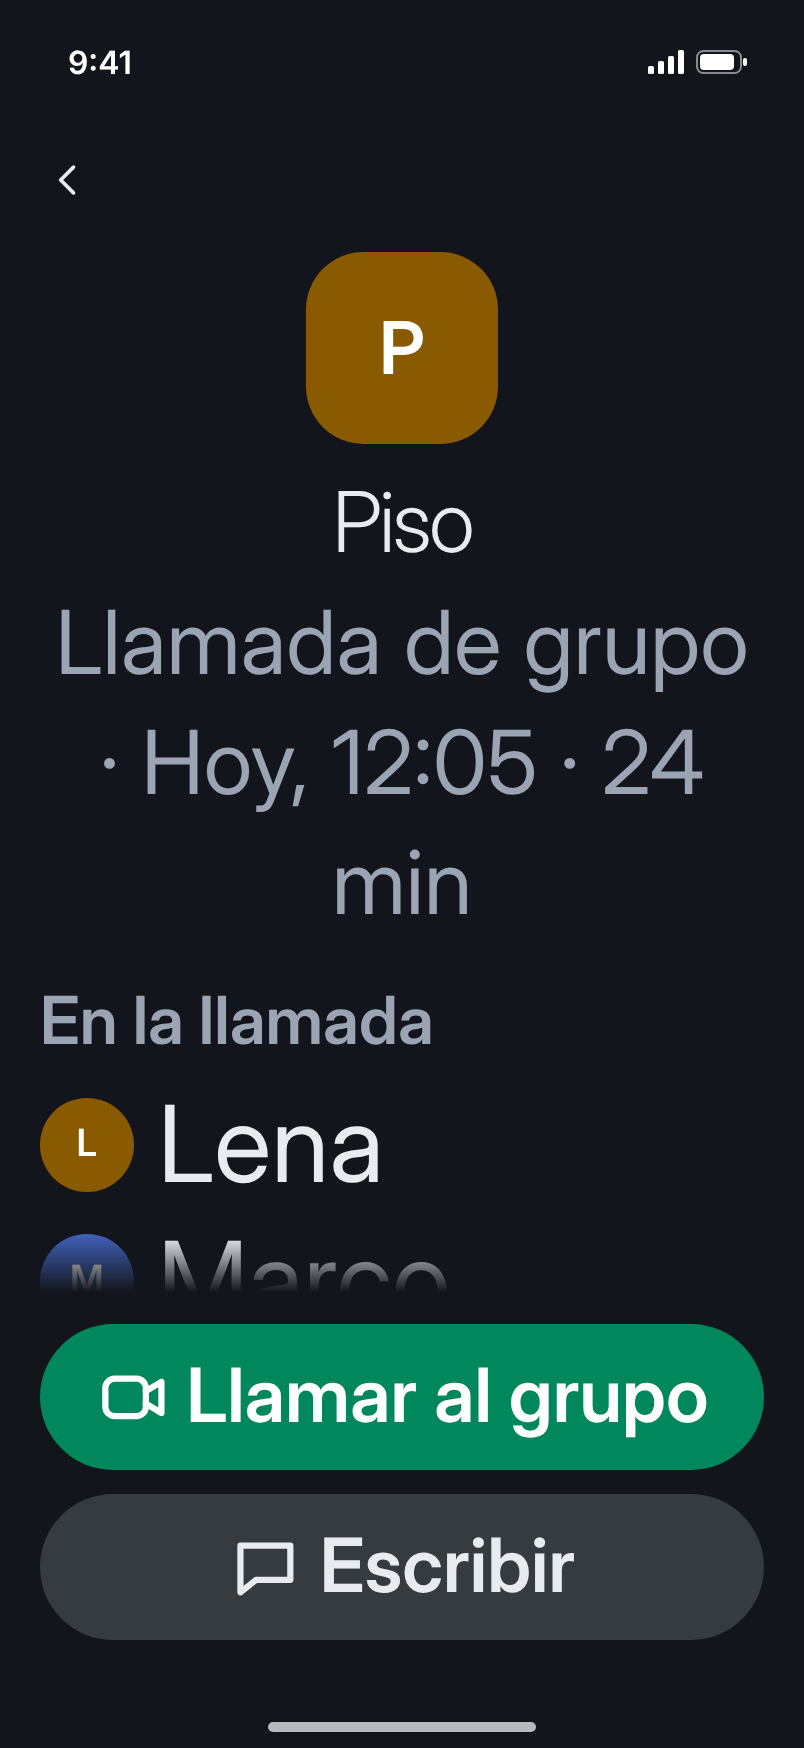 9:41
P
Piso
Llamada de grupo
· Hoy, 12:05 · 24
min
En la llamada
L Lena
M Marco
Llamar al grupo
Escribir